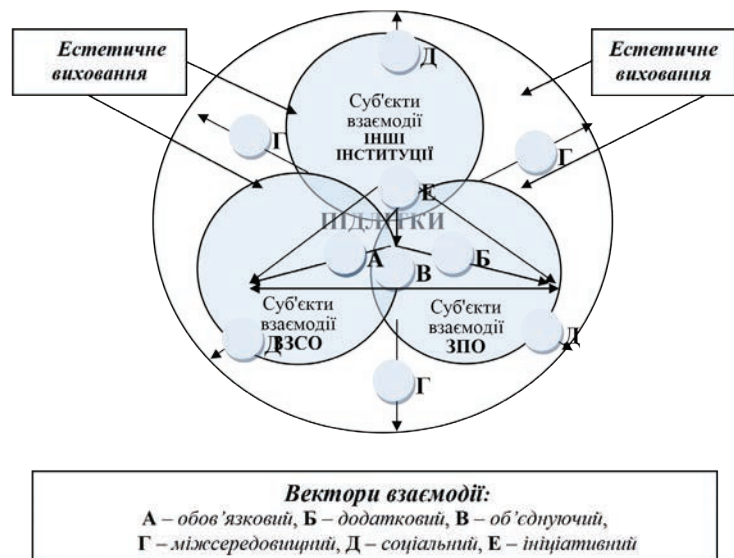 Естетичне
виховання
Естетичне
виховання
Д
Суб'єкти
взаємодії
ІНШІ
ІНСТИТУЦІЇ
Г
Г
Е
ПІДЛІТКИ
А
Б
В
Суб'єкти
взаємодії
ЗЗСО
Суб'єкти
взаємодії
ЗПО
Д
Д
Г
Вектори взаємодії:
А – обов'язковий, Б – додатковий, В – об'єднуючий,
Г – міжсередовищний, Д – соціальний, Е – ініціативний